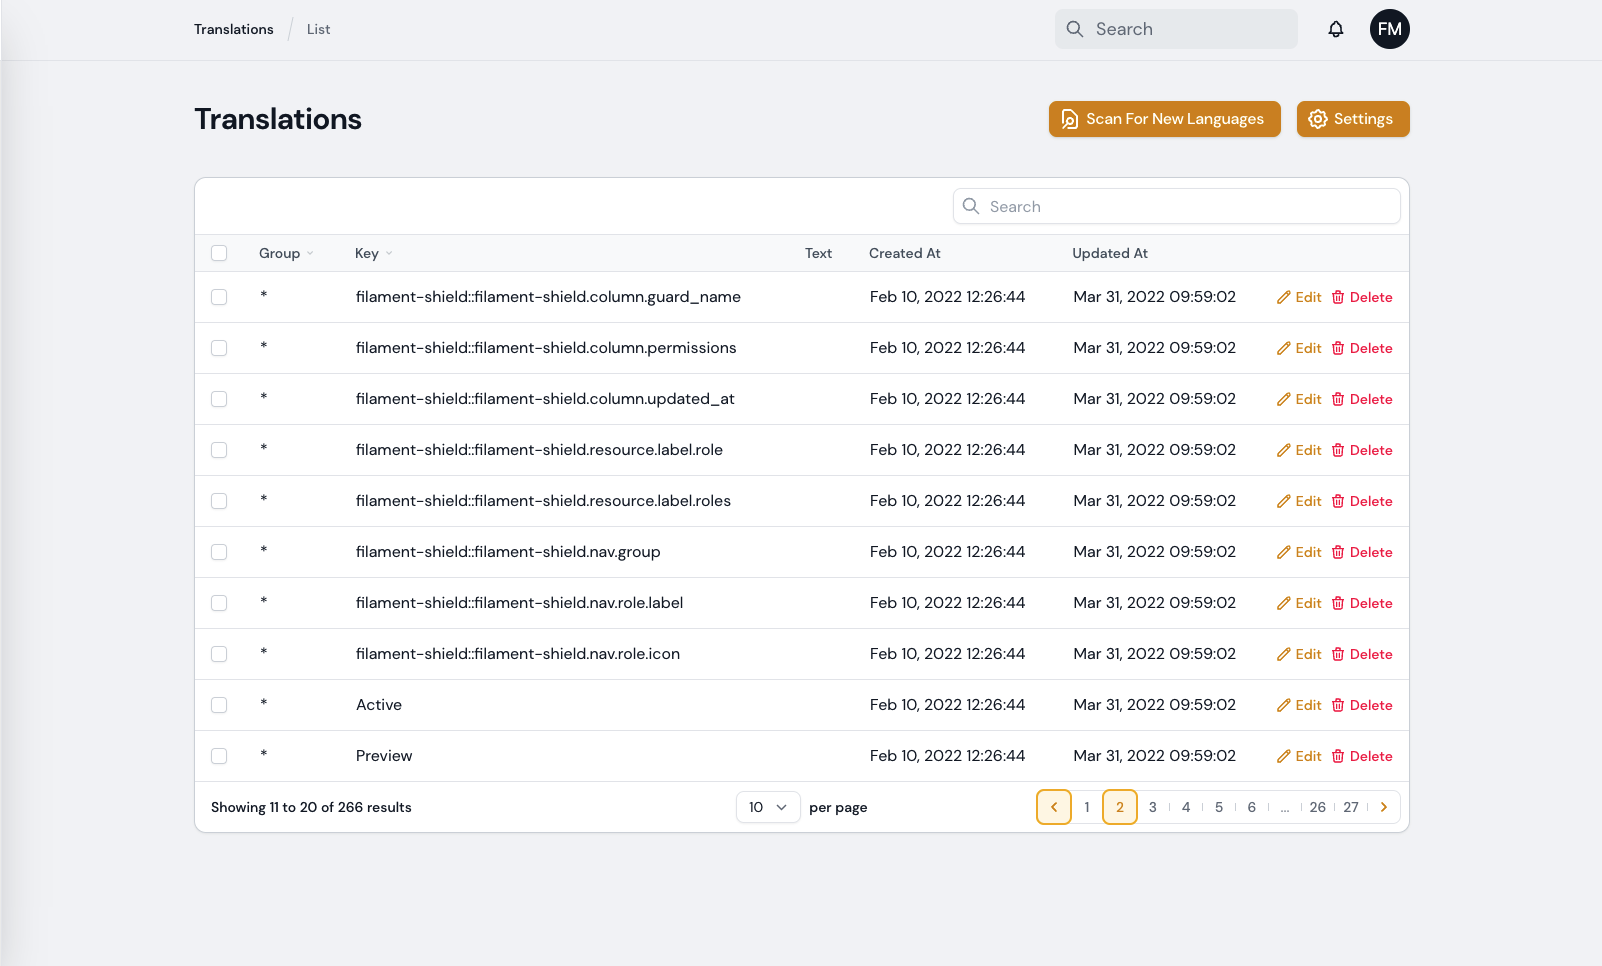 Translations / List
Search
FM
Translations
Scan For New Languages
Settings
Search
Group Key Text Created At Updated At
* filament-shield::filament-shield.column.guard_name Feb 10, 2022 12:26:44 Mar 31, 2022 09:59:02 Edit Delete
* filament-shield::filament-shield.column.permissions Feb 10, 2022 12:26:44 Mar 31, 2022 09:59:02 Edit Delete
* filament-shield::filament-shield.column.updated_at Feb 10, 2022 12:26:44 Mar 31, 2022 09:59:02 Edit Delete
* filament-shield::filament-shield.resource.label.role Feb 10, 2022 12:26:44 Mar 31, 2022 09:59:02 Edit Delete
* filament-shield::filament-shield.resource.label.roles Feb 10, 2022 12:26:44 Mar 31, 2022 09:59:02 Edit Delete
* filament-shield::filament-shield.nav.group Feb 10, 2022 12:26:44 Mar 31, 2022 09:59:02 Edit Delete
* filament-shield::filament-shield.nav.role.label Feb 10, 2022 12:26:44 Mar 31, 2022 09:59:02 Edit Delete
* filament-shield::filament-shield.nav.role.icon Feb 10, 2022 12:26:44 Mar 31, 2022 09:59:02 Edit Delete
* Active Feb 10, 2022 12:26:44 Mar 31, 2022 09:59:02 Edit Delete
* Preview Feb 10, 2022 12:26:44 Mar 31, 2022 09:59:02 Edit Delete
Showing 11 to 20 of 266 results 10 per page 1 2 3 4 5 6 ... 26 27